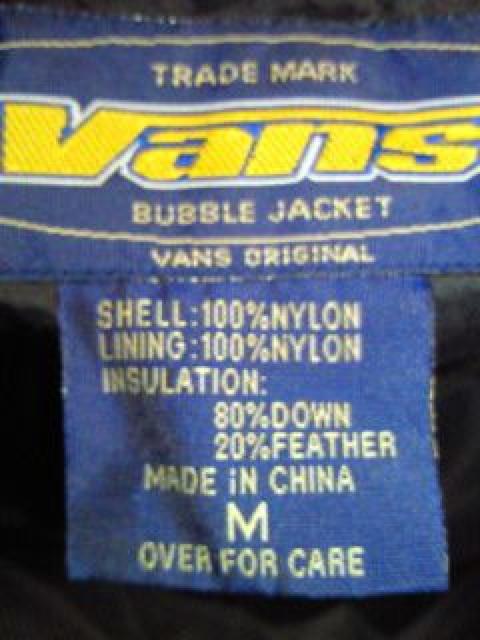 TRADE MARK
Vans
BUBBLE JACKET
VANS ORIGINAL
SHELL:100%NYLON
LINING:100%NYLON
INSULATION:
80%DOWN
20%FEATHER
MADE iN CHINA
M
OVER FOR CARE